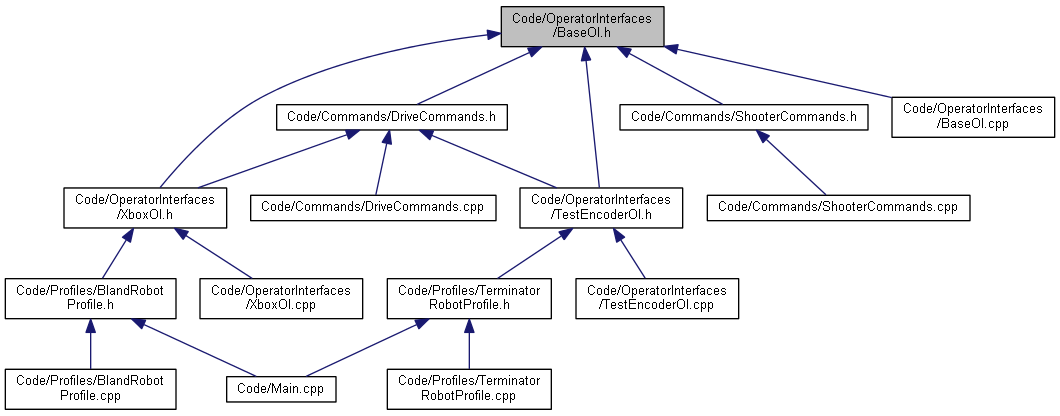 Code/OperatorInterfaces
/BaseOI.h
Code/Commands/DriveCommands.h
Code/Commands/ShooterCommands.h
Code/OperatorInterfaces
/BaseOI.cpp
Code/OperatorInterfaces
/XboxOI.h
Code/Commands/DriveCommands.cpp
Code/OperatorInterfaces
/TestEncoderOI.h
Code/Commands/ShooterCommands.cpp
Code/Profiles/BlandRobot
Profile.h
Code/OperatorInterfaces
/XboxOI.cpp
Code/Profiles/Terminator
RobotProfile.h
Code/OperatorInterfaces
/TestEncoderOI.cpp
Code/Profiles/BlandRobot
Profile.cpp
Code/Main.cpp
Code/Profiles/Terminator
RobotProfile.cpp